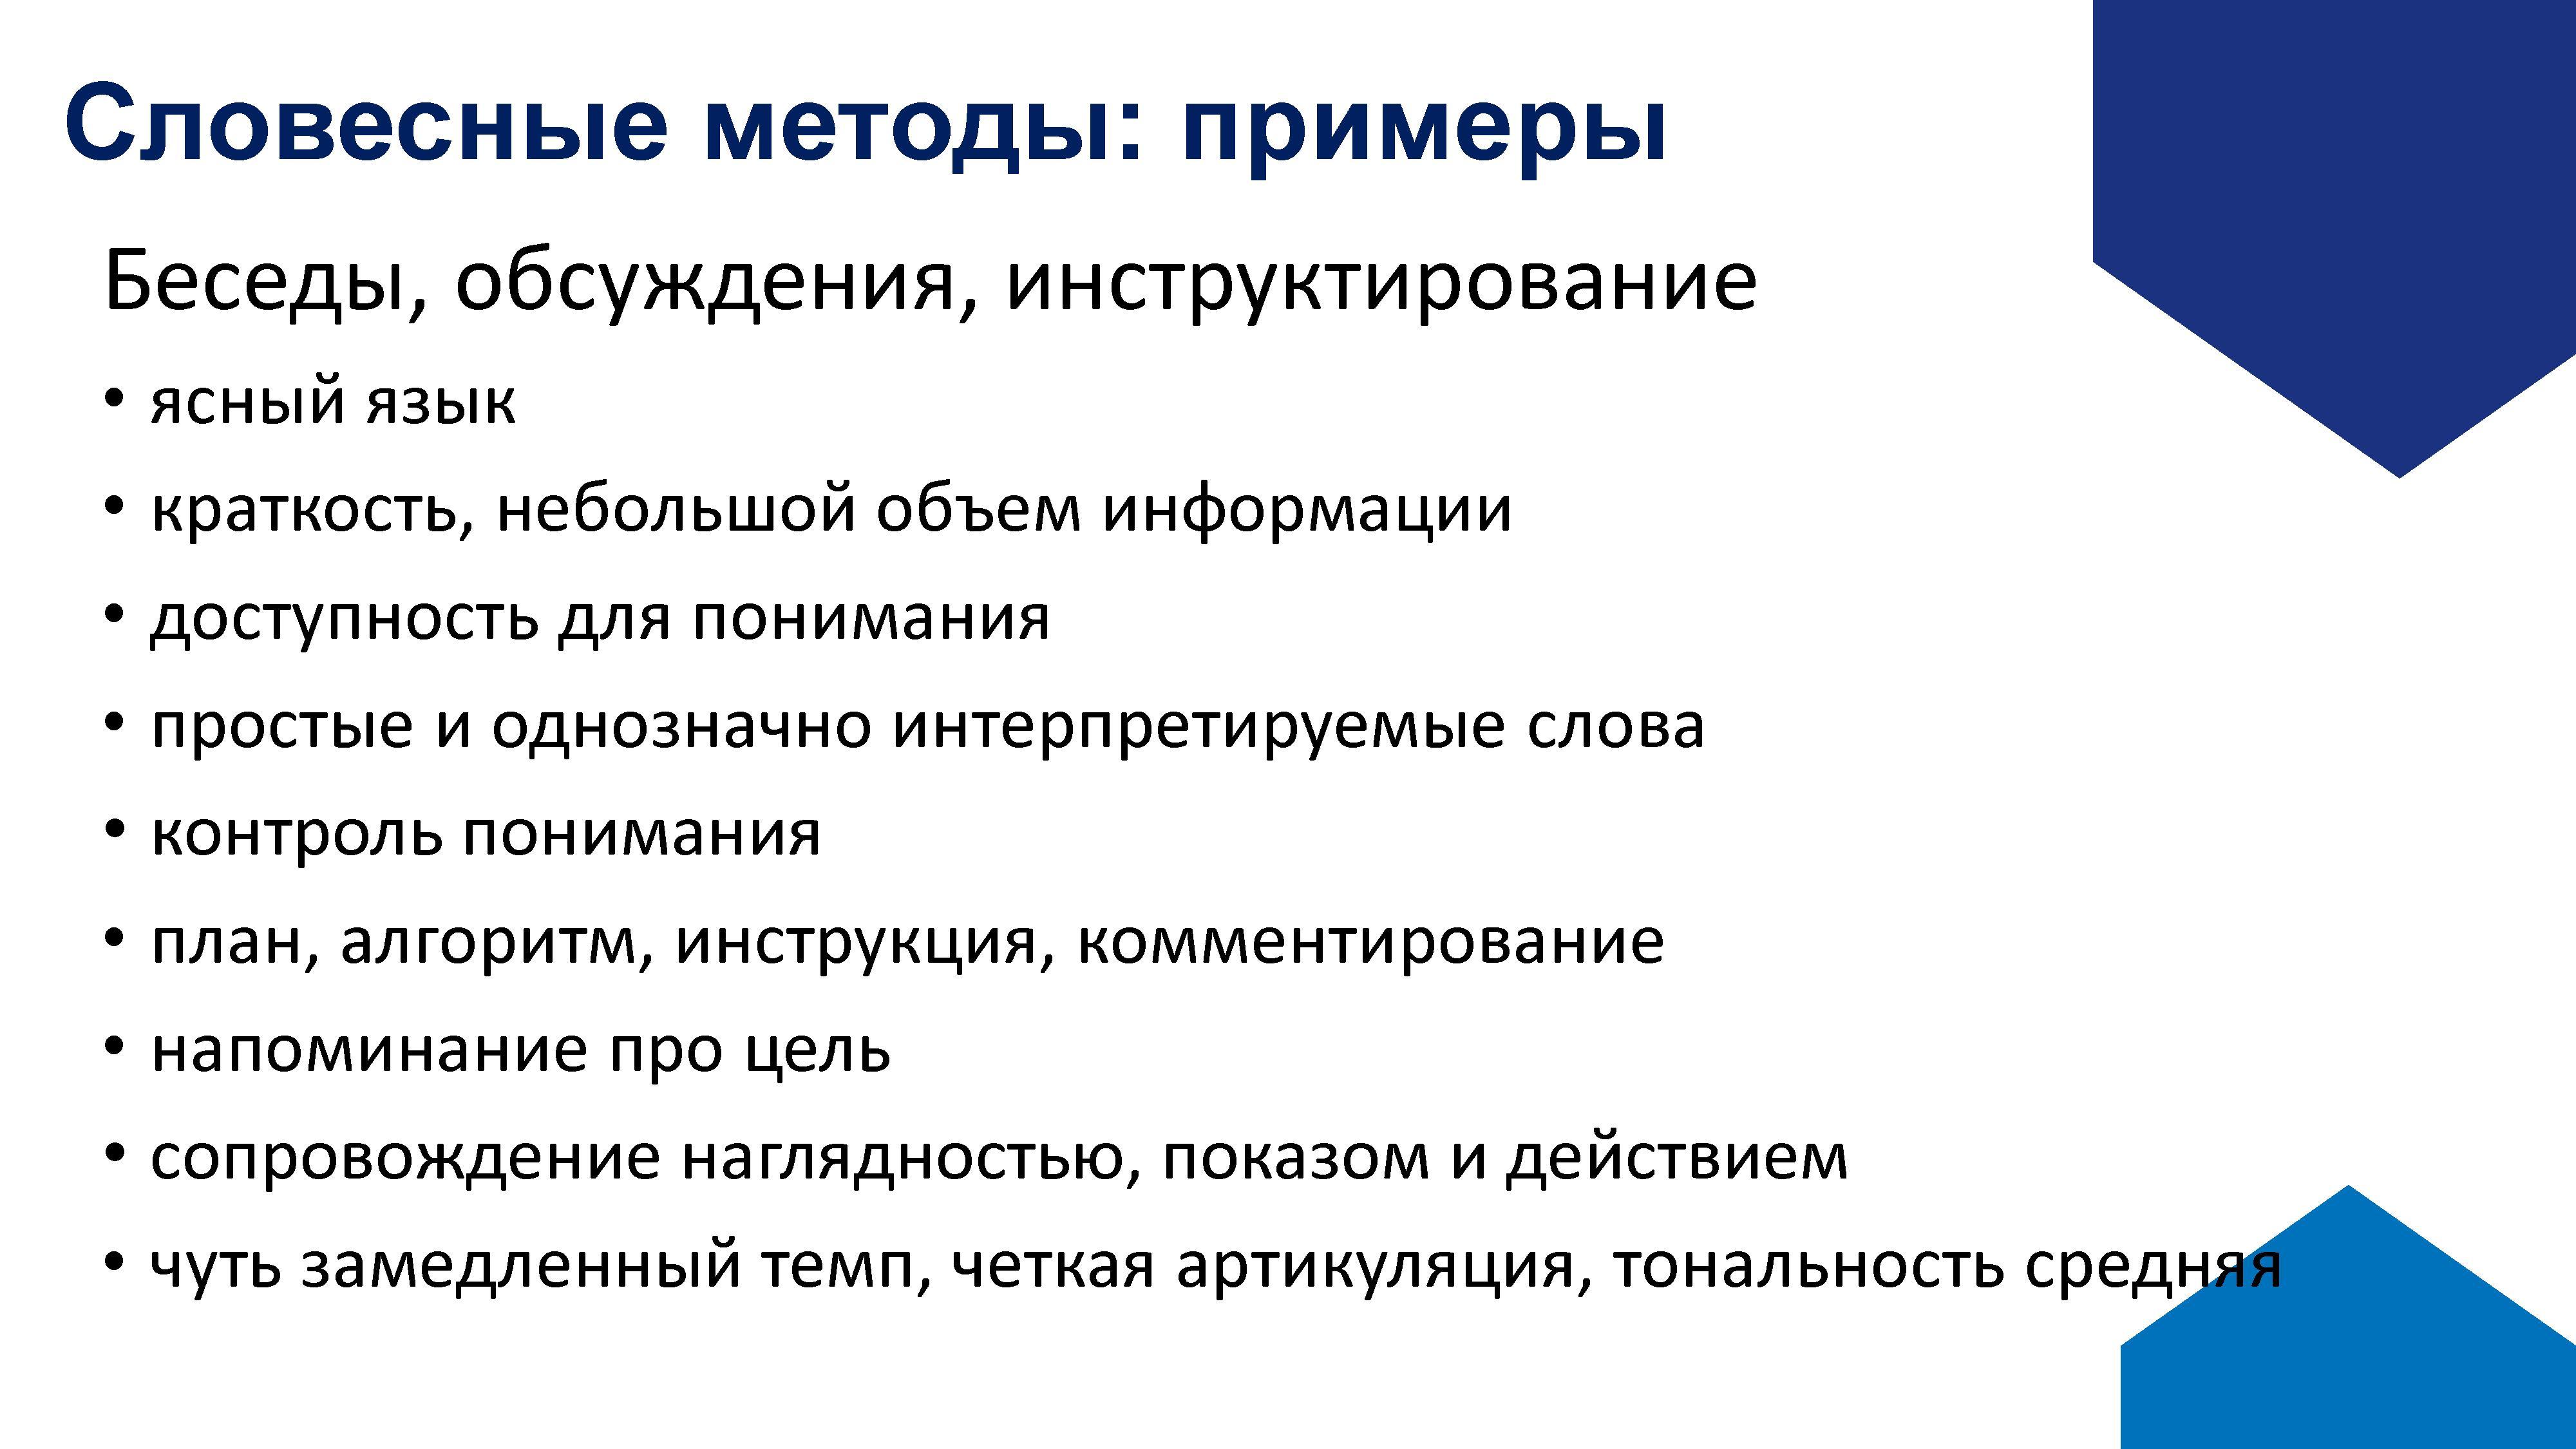 Словесные методы: примеры
Беседы, обсуждения, инструктирование
• ясный язык
• краткость, небольшой объем информации
• доступность для понимания
• простые и однозначно интерпретируемые слова
• контроль понимания
• план, алгоритм, инструкция, комментирование
• напоминание про цель
• сопровождение наглядностью, показом и действием
• чуть замедленный темп, четкая артикуляция, тональность средняя